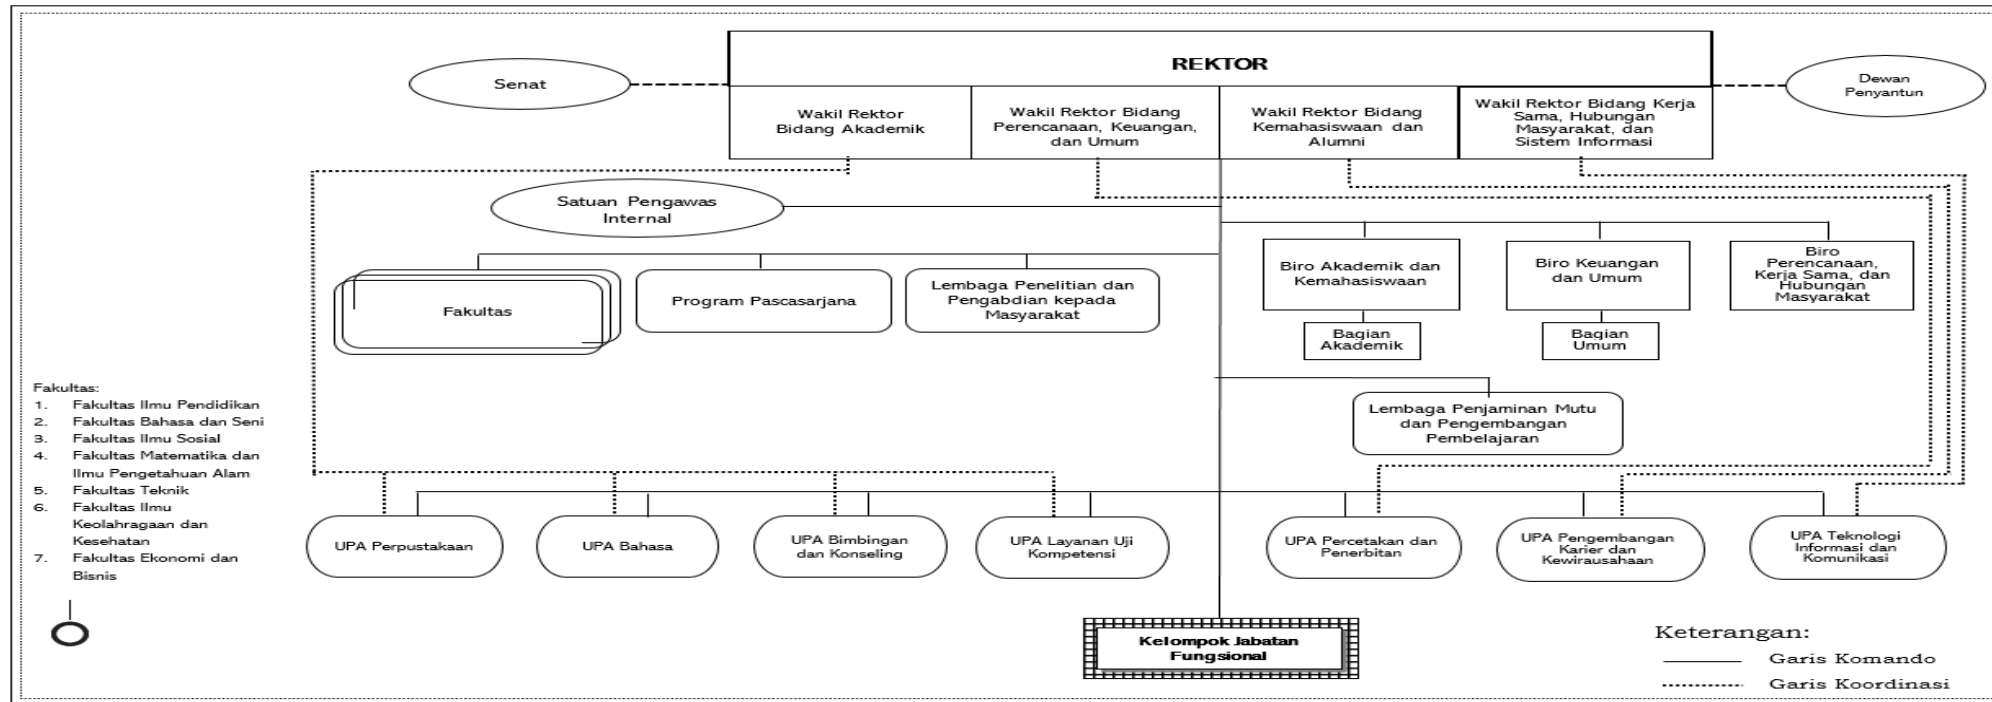 REKTOR
Senat
Dewan
Penyantun
Wakil Rektor
Bidang Akademik
Wakil Rektor Bidang
Perencanaan, Keuangan,
dan Umum
Wakil Rektor Bidang
Kemahasiswaan dan
Alumni
Wakil Rektor Bidang Kerja
Sama, Hubungan
Masyarakat, dan
Sistem Informasi
Satuan Pengawas
Internal
Fakultas
Program Pascasarjana
Lembaga Penelitian dan
Pengabdian kepada
Masyarakat
Biro Akademik dan
Kemahasiswaan
Biro Keuangan
dan Umum
Biro
Perencanaan,
Kerja Sama, dan
Hubungan
Masyarakat
Bagian
Akademik
Bagian
Umum
Lembaga Penjaminan Mutu
dan Pengembangan
Pembelajaran
Fakultas:
1. Fakultas Ilmu Pendidikan
2. Fakultas Bahasa dan Seni
3. Fakultas Ilmu Sosial
4. Fakultas Matematika dan
Ilmu Pengetahuan Alam
5. Fakultas Teknik
6. Fakultas Ilmu
Keolahragaan dan
Kesehatan
7. Fakultas Ekonomi dan
Bisnis
UPA Perpustakaan
UPA Bahasa
UPA Bimbingan
dan Konseling
UPA Layanan Uji
Kompetensi
UPA Percetakan dan
Penerbitan
UPA Pengembangan
Karier dan
Kewirausahaan
UPA Teknologi
Informasi dan
Komunikasi
Kelompok Jabatan
Fungsional
Keterangan:
Garis Komando
Garis Koordinasi